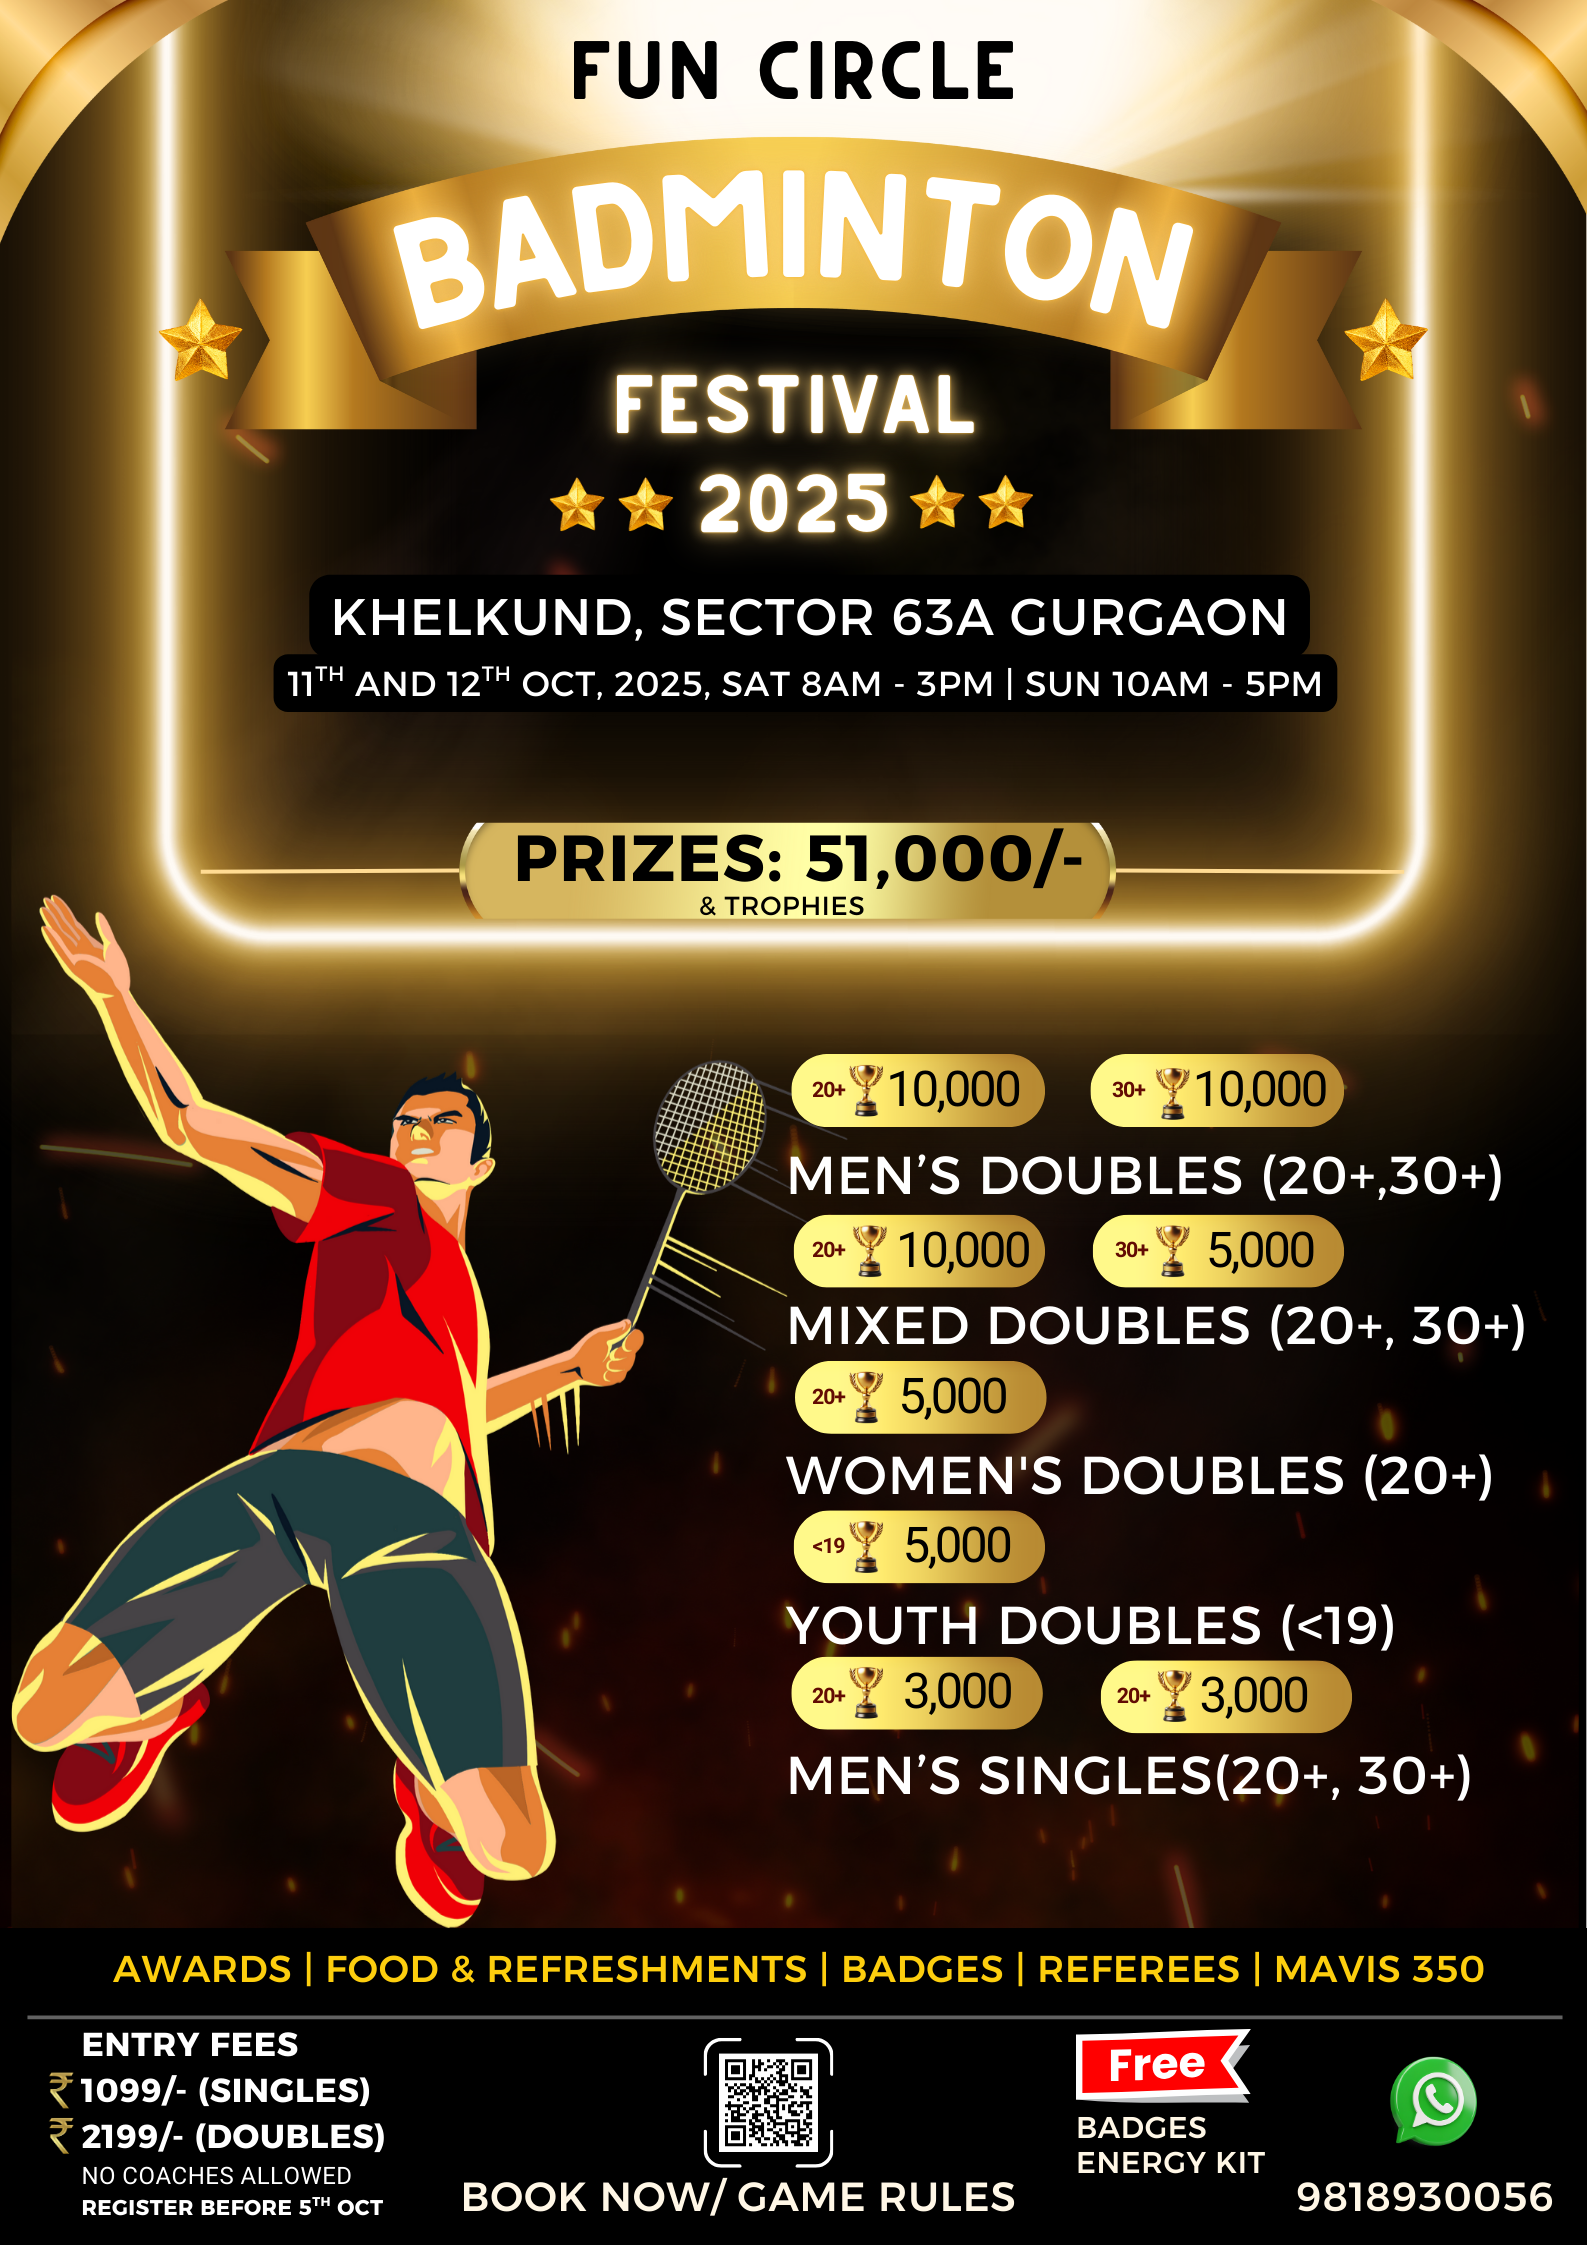 FUN CIRCLE
BADMINTON
FESTIVAL
2025
KHELKUND, SECTOR 63A GURGAON
11TH AND 12TH OCT, 2025, SAT 8AM - 3PM | SUN 10AM - 5PM
PRIZES: 51,000/-
& TROPHIES
20+ 10,000 30+ 10,000
MEN’S DOUBLES (20+,30+)
20+ 10,000 30+ 5,000
MIXED DOUBLES (20+, 30+)
20+ 5,000
WOMEN'S DOUBLES (20+)
<19 5,000
YOUTH DOUBLES (<19)
20+ 3,000 20+ 3,000
MEN’S SINGLES(20+, 30+)
AWARDS | FOOD & REFRESHMENTS | BADGES | REFEREES | MAVIS 350
ENTRY FEES
₹ 1099/- (SINGLES)
₹ 2199/- (DOUBLES)
NO COACHES ALLOWED
REGISTER BEFORE 5TH OCT
BOOK NOW/ GAME RULES
Free
BADGES
ENERGY KIT
9818930056